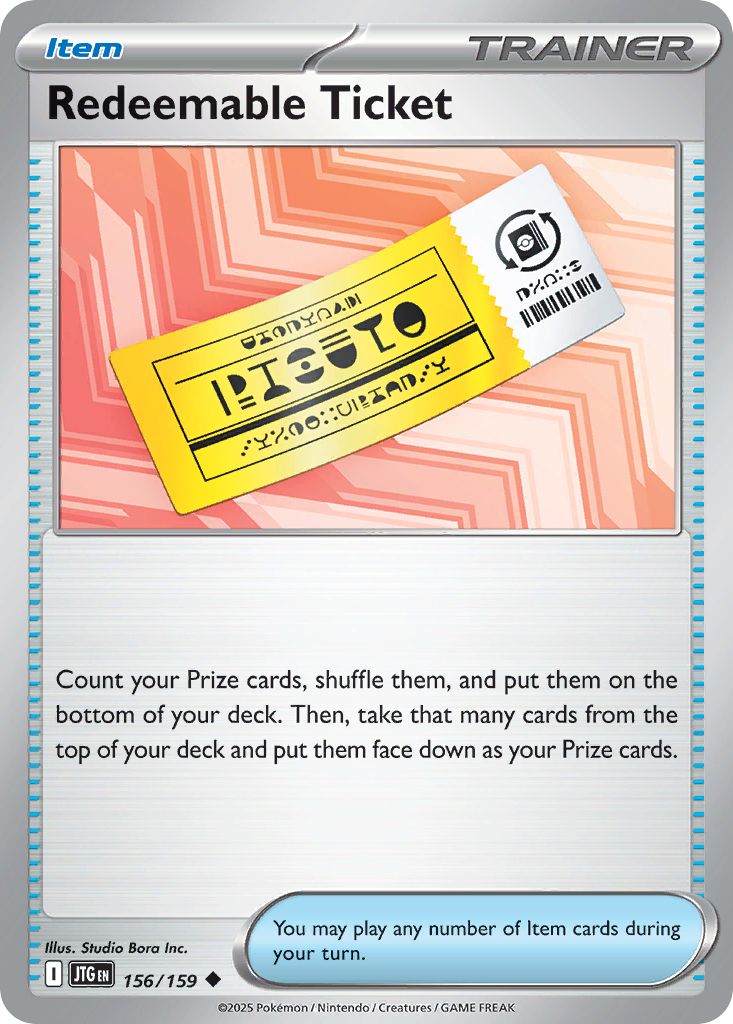 Item
TRAINER
Redeemable Ticket
Count your Prize cards, shuffle them, and put them on the
bottom of your deck. Then, take that many cards from the
top of your deck and put them face down as your Prize cards.
You may play any number of Item cards during
your turn.
Illus. Studio Bora Inc.
I JTG EN 156/159
©2025 Pokémon / Nintendo / Creatures / GAME FREAK